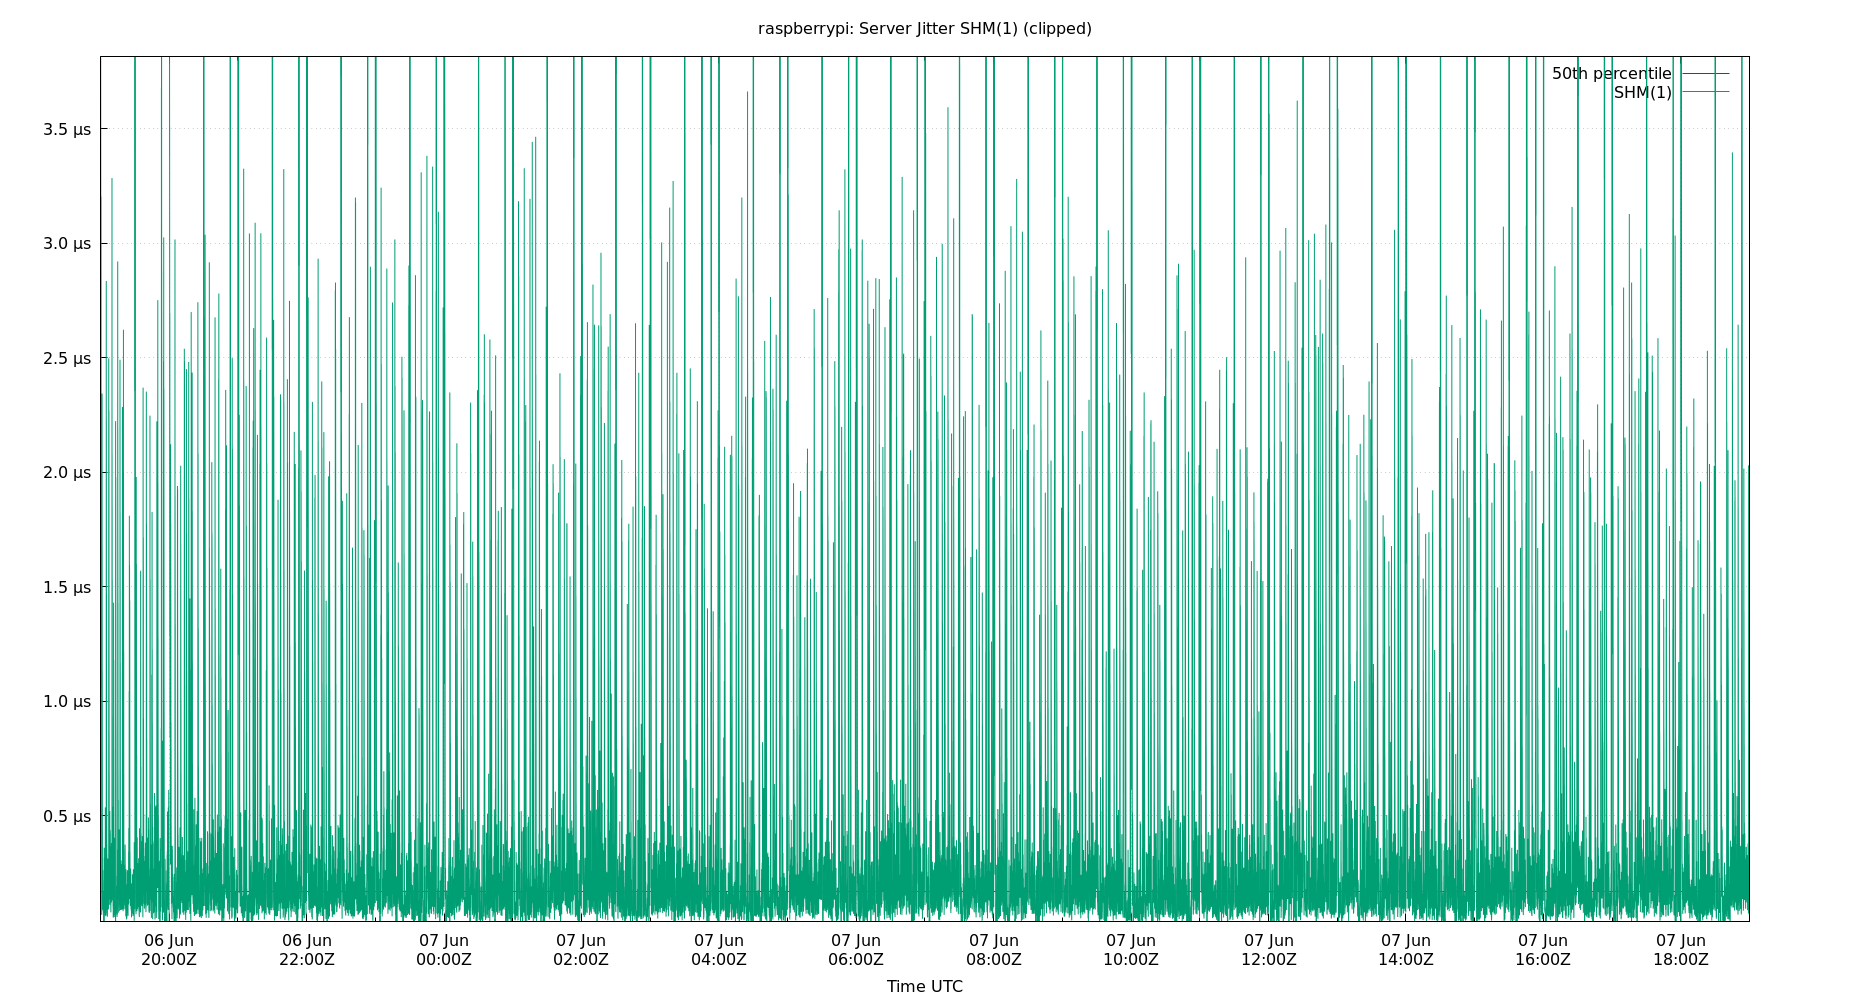 raspberrypi: Server Jitter SHM(1) (clipped)
50th percentile
SHM(1)
3.5 µs
3.0 µs
2.5 µs
2.0 µs
1.5 µs
1.0 µs
0.5 µs
06 Jun 06 Jun 07 Jun 07 Jun 07 Jun 07 Jun 07 Jun 07 Jun 07 Jun 07 Jun 07 Jun 07 Jun
20:00Z 22:00Z 00:00Z 02:00Z 04:00Z 06:00Z 08:00Z 10:00Z 12:00Z 14:00Z 16:00Z 18:00Z
Time UTC